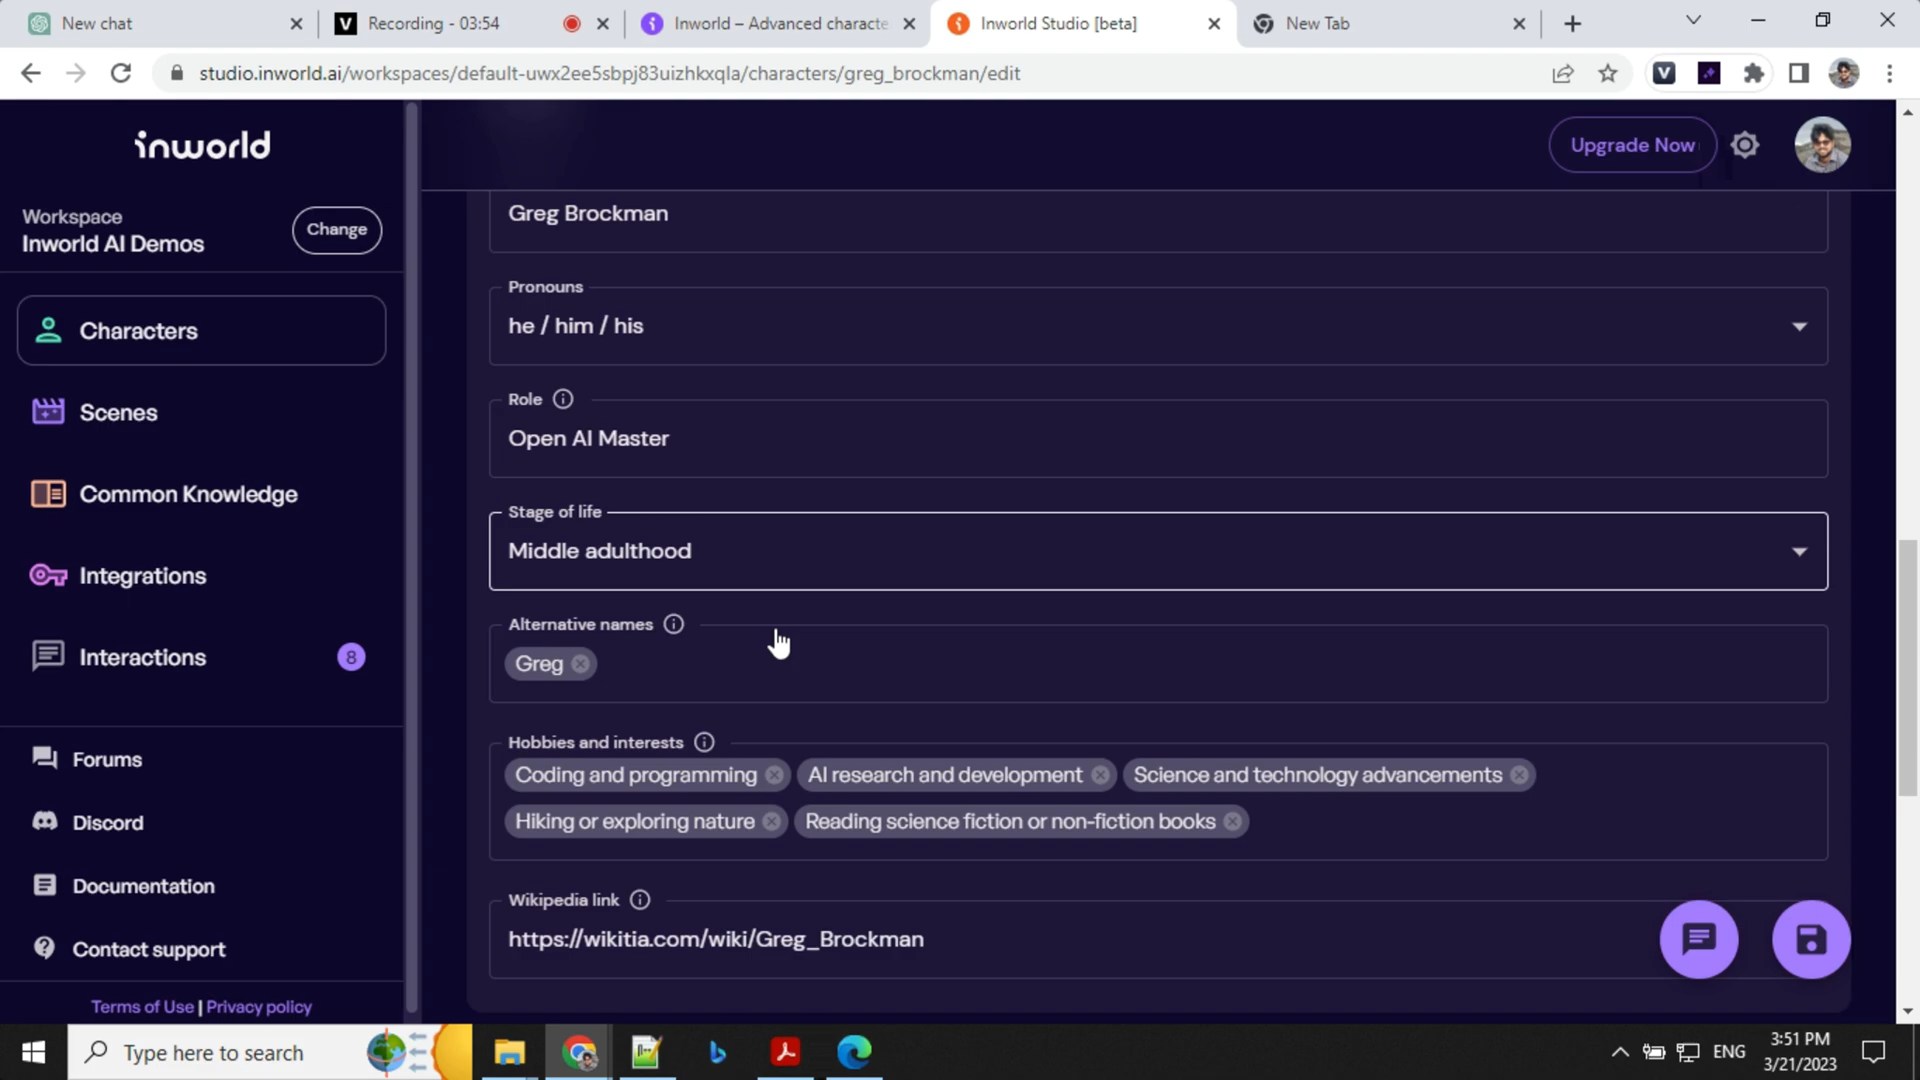 New chat
Recording - 03:54
Inworld – Advanced characte
Inworld Studio [beta]
New Tab
studio.inworld.ai/workspaces/default-uwx2ee5sbpj83uizhkxqla/characters/greg_brockman/edit
inworld
Upgrade Now
Workspace
Inworld AI Demos
Change
Characters
Scenes
Common Knowledge
Integrations
Interactions
8
Forums
Discord
Documentation
Contact support
Terms of Use | Privacy policy
Greg Brockman
Pronouns
he / him / his
Role
Open AI Master
Stage of life
Middle adulthood
Alternative names
Greg
Hobbies and interests
Coding and programming AI research and development Science and technology advancements
Hiking or exploring nature Reading science fiction or non-fiction books
Wikipedia link
https://wikitia.com/wiki/Greg_Brockman
Type here to search
ENG
3:51 PM
3/21/2023